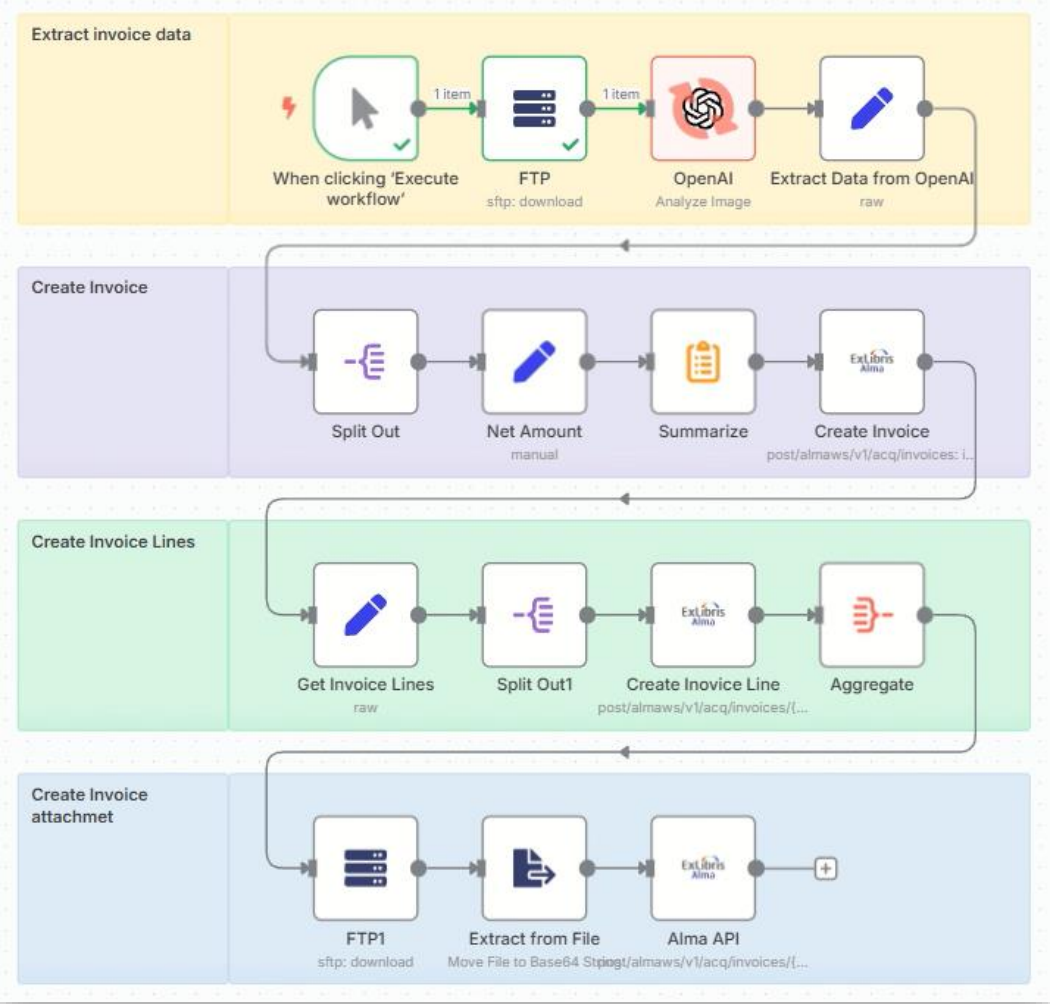 Extract invoice data
1 item
1 item
When clicking ‘Execute
workflow’
FTP
OpenAI
Extract Data from OpenAI
sftp: download
Analyze Image
raw
Create Invoice
ExLibris
Alma
Split Out
Net Amount
Summarize
Create Invoice
manual
post/almaws/v1/acq/invoices: i...
Create Invoice Lines
ExLibris
Alma
Get Invoice Lines
Split Out1
Create Inovice Line
Aggregate
raw
post/almaws/v1/acq/invoices/{...
Create Invoice
attachmet
ExLibris
Alma
FTP1
Extract from File
Alma API
sftp: download
Move File to Base64 String
post/almaws/v1/acq/invoices/{...